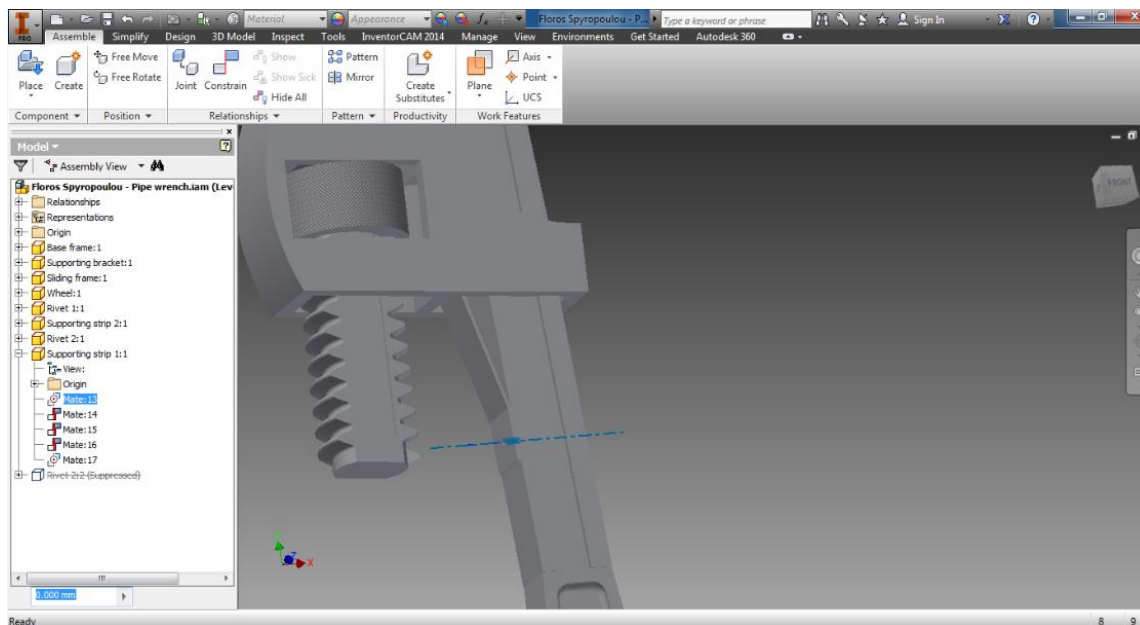 Material Appearance fx Floros Spyropoulou - P... Type a keyword or phrase Sign In
PRO Assemble Simplify Design 3D Model Inspect Tools InventorCAM 2014 Manage View Environments Get Started Autodesk 360
Free Move Show Pattern Axis
Free Rotate Show Sick Mirror Point
Place Create Joint Constrain Hide All Create Substitutes Plane UCS
Component Position Relationships Pattern Productivity Work Features
Model
Assembly View
Floros Spyropoulou - Pipe wrench.iam (Lev
Relationships
Representations
Origin
Base frame:1
Supporting bracket:1
Sliding frame:1
Wheel:1
Rivet 1:1
Supporting strip 2:1
Rivet 2:1
Supporting strip 1:1
View:
Origin
Mate:13
Mate:14
Mate:15
Mate:16
Mate:17
Rivet 2:2 (Suppressed)
0.000 mm
FRONT
Z X
Ready 8 9